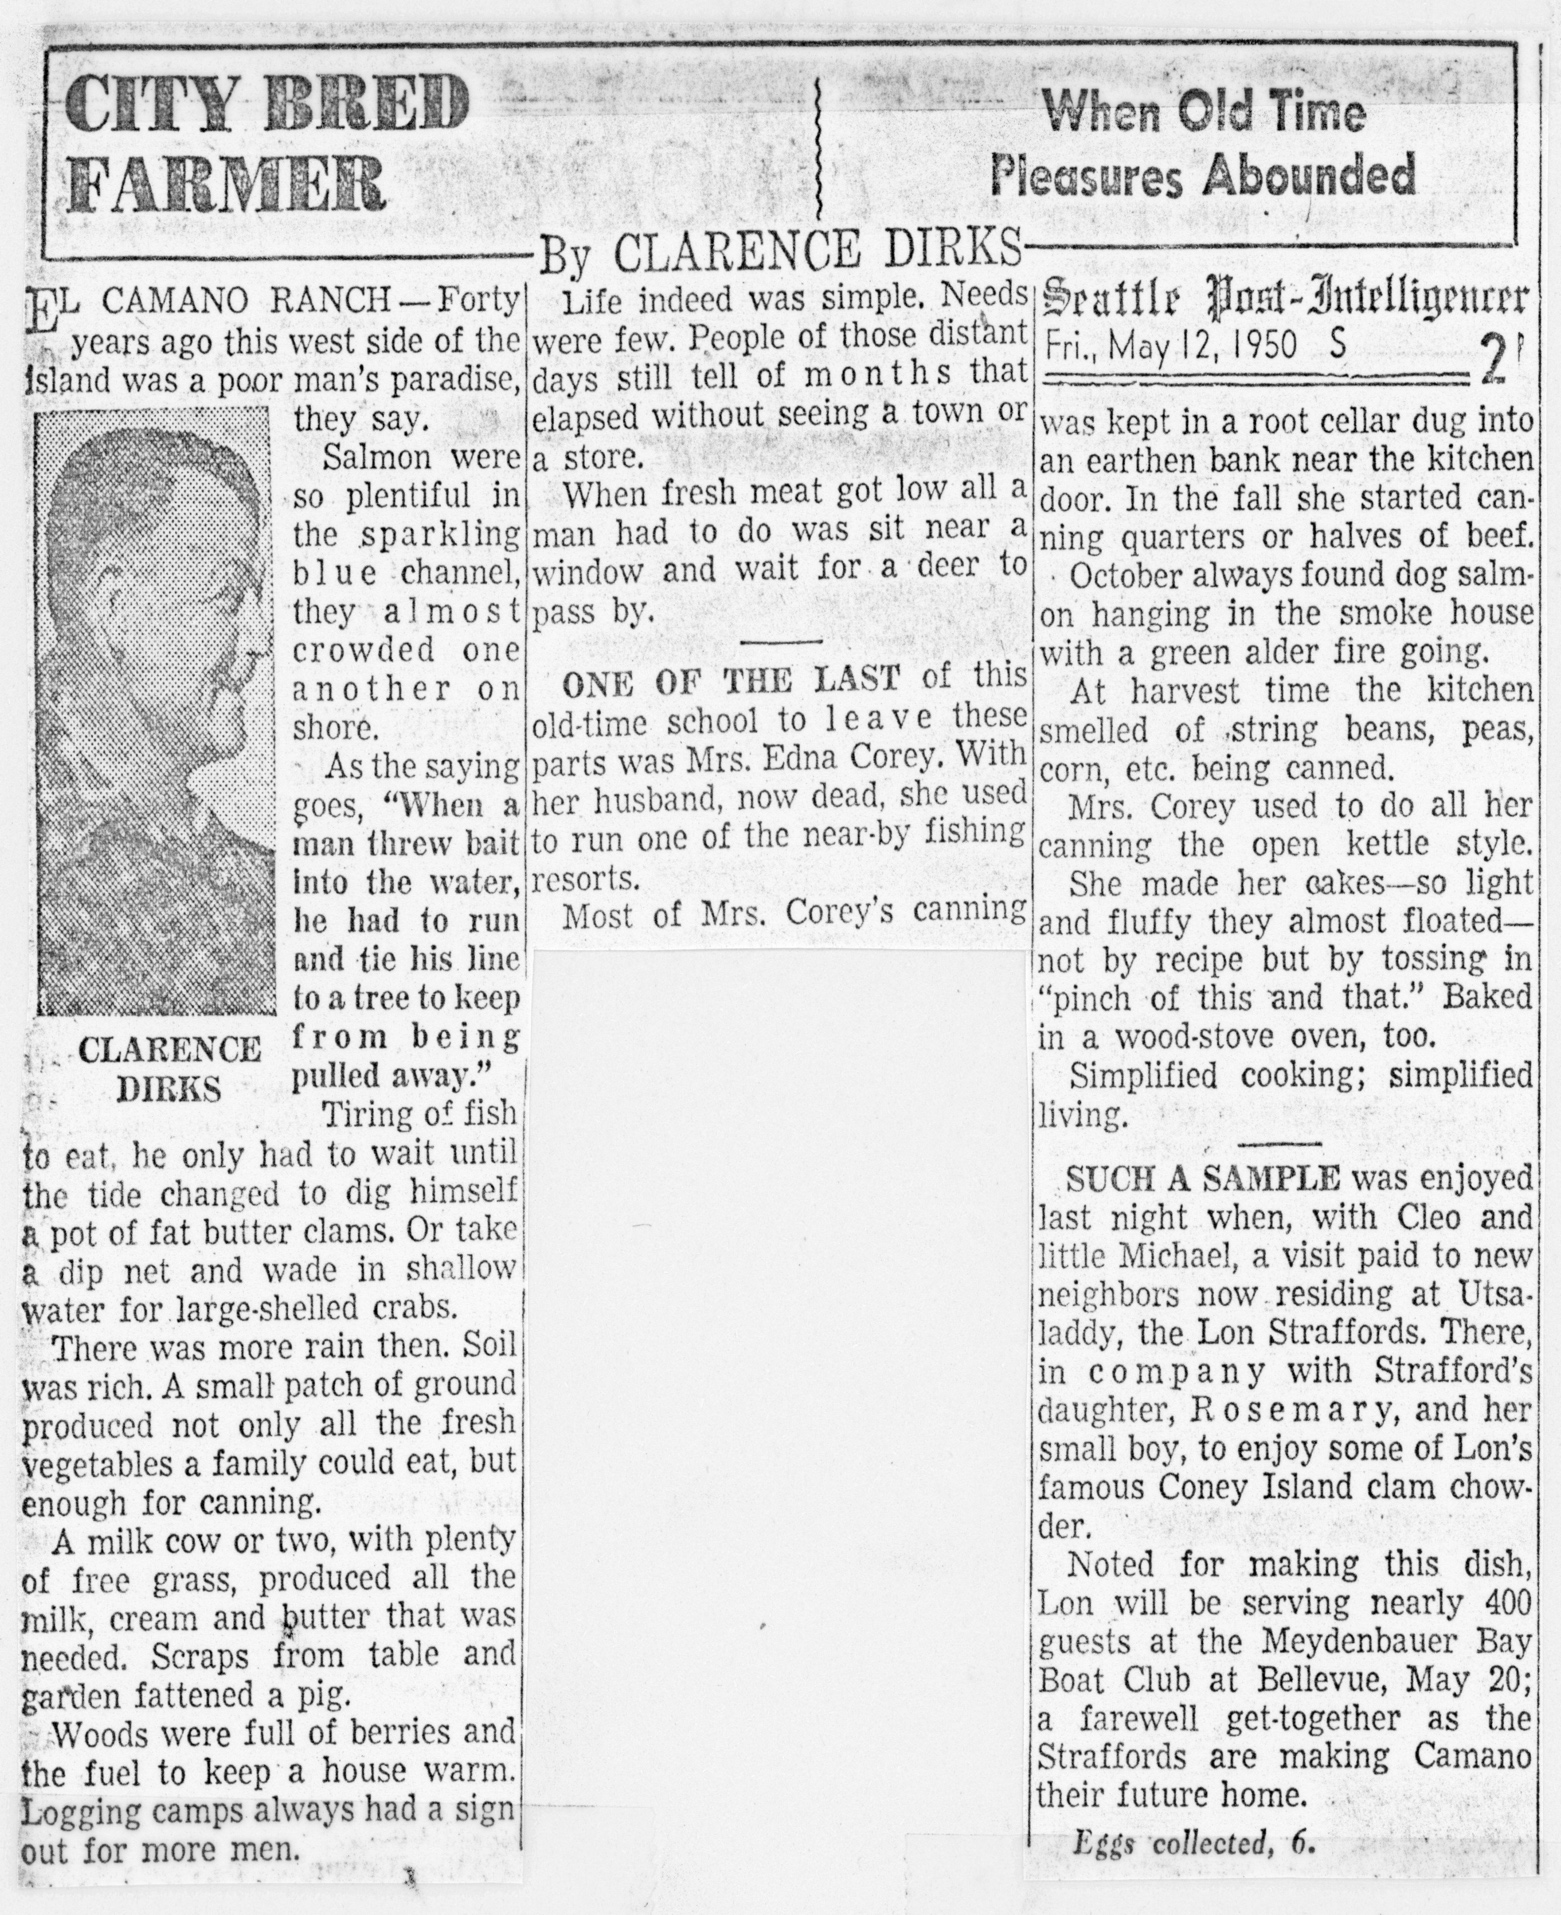 CITY BRED
FARMER
When Old Time
Pleasures Abounded
By CLARENCE DIRKS
EL CAMANO RANCH—Forty
years ago this west side of the
island was a poor man's paradise,
they say.
Salmon were
so plentiful in
the sparkling
blue channel,
they almost
crowded one
another on
shore.
As the saying
goes, "When a
man threw bait
into the water,
he had to run
and tie his line
to a tree to keep
from being
pulled away."
CLARENCE
DIRKS
Tiring of fish
to eat, he only had to wait until
the tide changed to dig himself
a pot of fat butter clams. Or take
a dip net and wade in shallow
water for large-shelled crabs.
There was more rain then. Soil
was rich. A small patch of ground
produced not only all the fresh
vegetables a family could eat, but
enough for canning.
A milk cow or two, with plenty
of free grass, produced all the
milk, cream and butter that was
needed. Scraps from table and
garden fattened a pig.
Woods were full of berries and
the fuel to keep a house warm.
Logging camps always had a sign
out for more men.
Life indeed was simple. Needs
were few. People of those distant
days still tell of months that
elapsed without seeing a town or
a store.
When fresh meat got low all a
man had to do was sit near a
window and wait for a deer to
pass by.
ONE OF THE LAST of this
old-time school to leave these
parts was Mrs. Edna Corey. With
her husband, now dead, she used
to run one of the near-by fishing
resorts.
Most of Mrs. Corey's canning
Seattle Post-Intelligencer
Fri., May 12, 1950 S 2
was kept in a root cellar dug into
an earthen bank near the kitchen
door. In the fall she started can-
ning quarters or halves of beef.
October always found dog salm-
on hanging in the smoke house
with a green alder fire going.
At harvest time the kitchen
smelled of string beans, peas,
corn, etc. being canned.
Mrs. Corey used to do all her
canning the open kettle style.
She made her cakes—so light
and fluffy they almost floated—
not by recipe but by tossing in
"pinch of this and that." Baked
in a wood-stove oven, too.
Simplified cooking; simplified
living.
SUCH A SAMPLE was enjoyed
last night when, with Cleo and
little Michael, a visit paid to new
neighbors now residing at Utsa-
laddy, the Lon Straffords. There,
in company with Strafford's
daughter, Rosemary, and her
small boy, to enjoy some of Lon's
famous Coney Island clam chow-
der.
Noted for making this dish,
Lon will be serving nearly 400
guests at the Meydenbauer Bay
Boat Club at Bellevue, May 20;
a farewell get-together as the
Straffords are making Camano
their future home.
Eggs collected, 6.